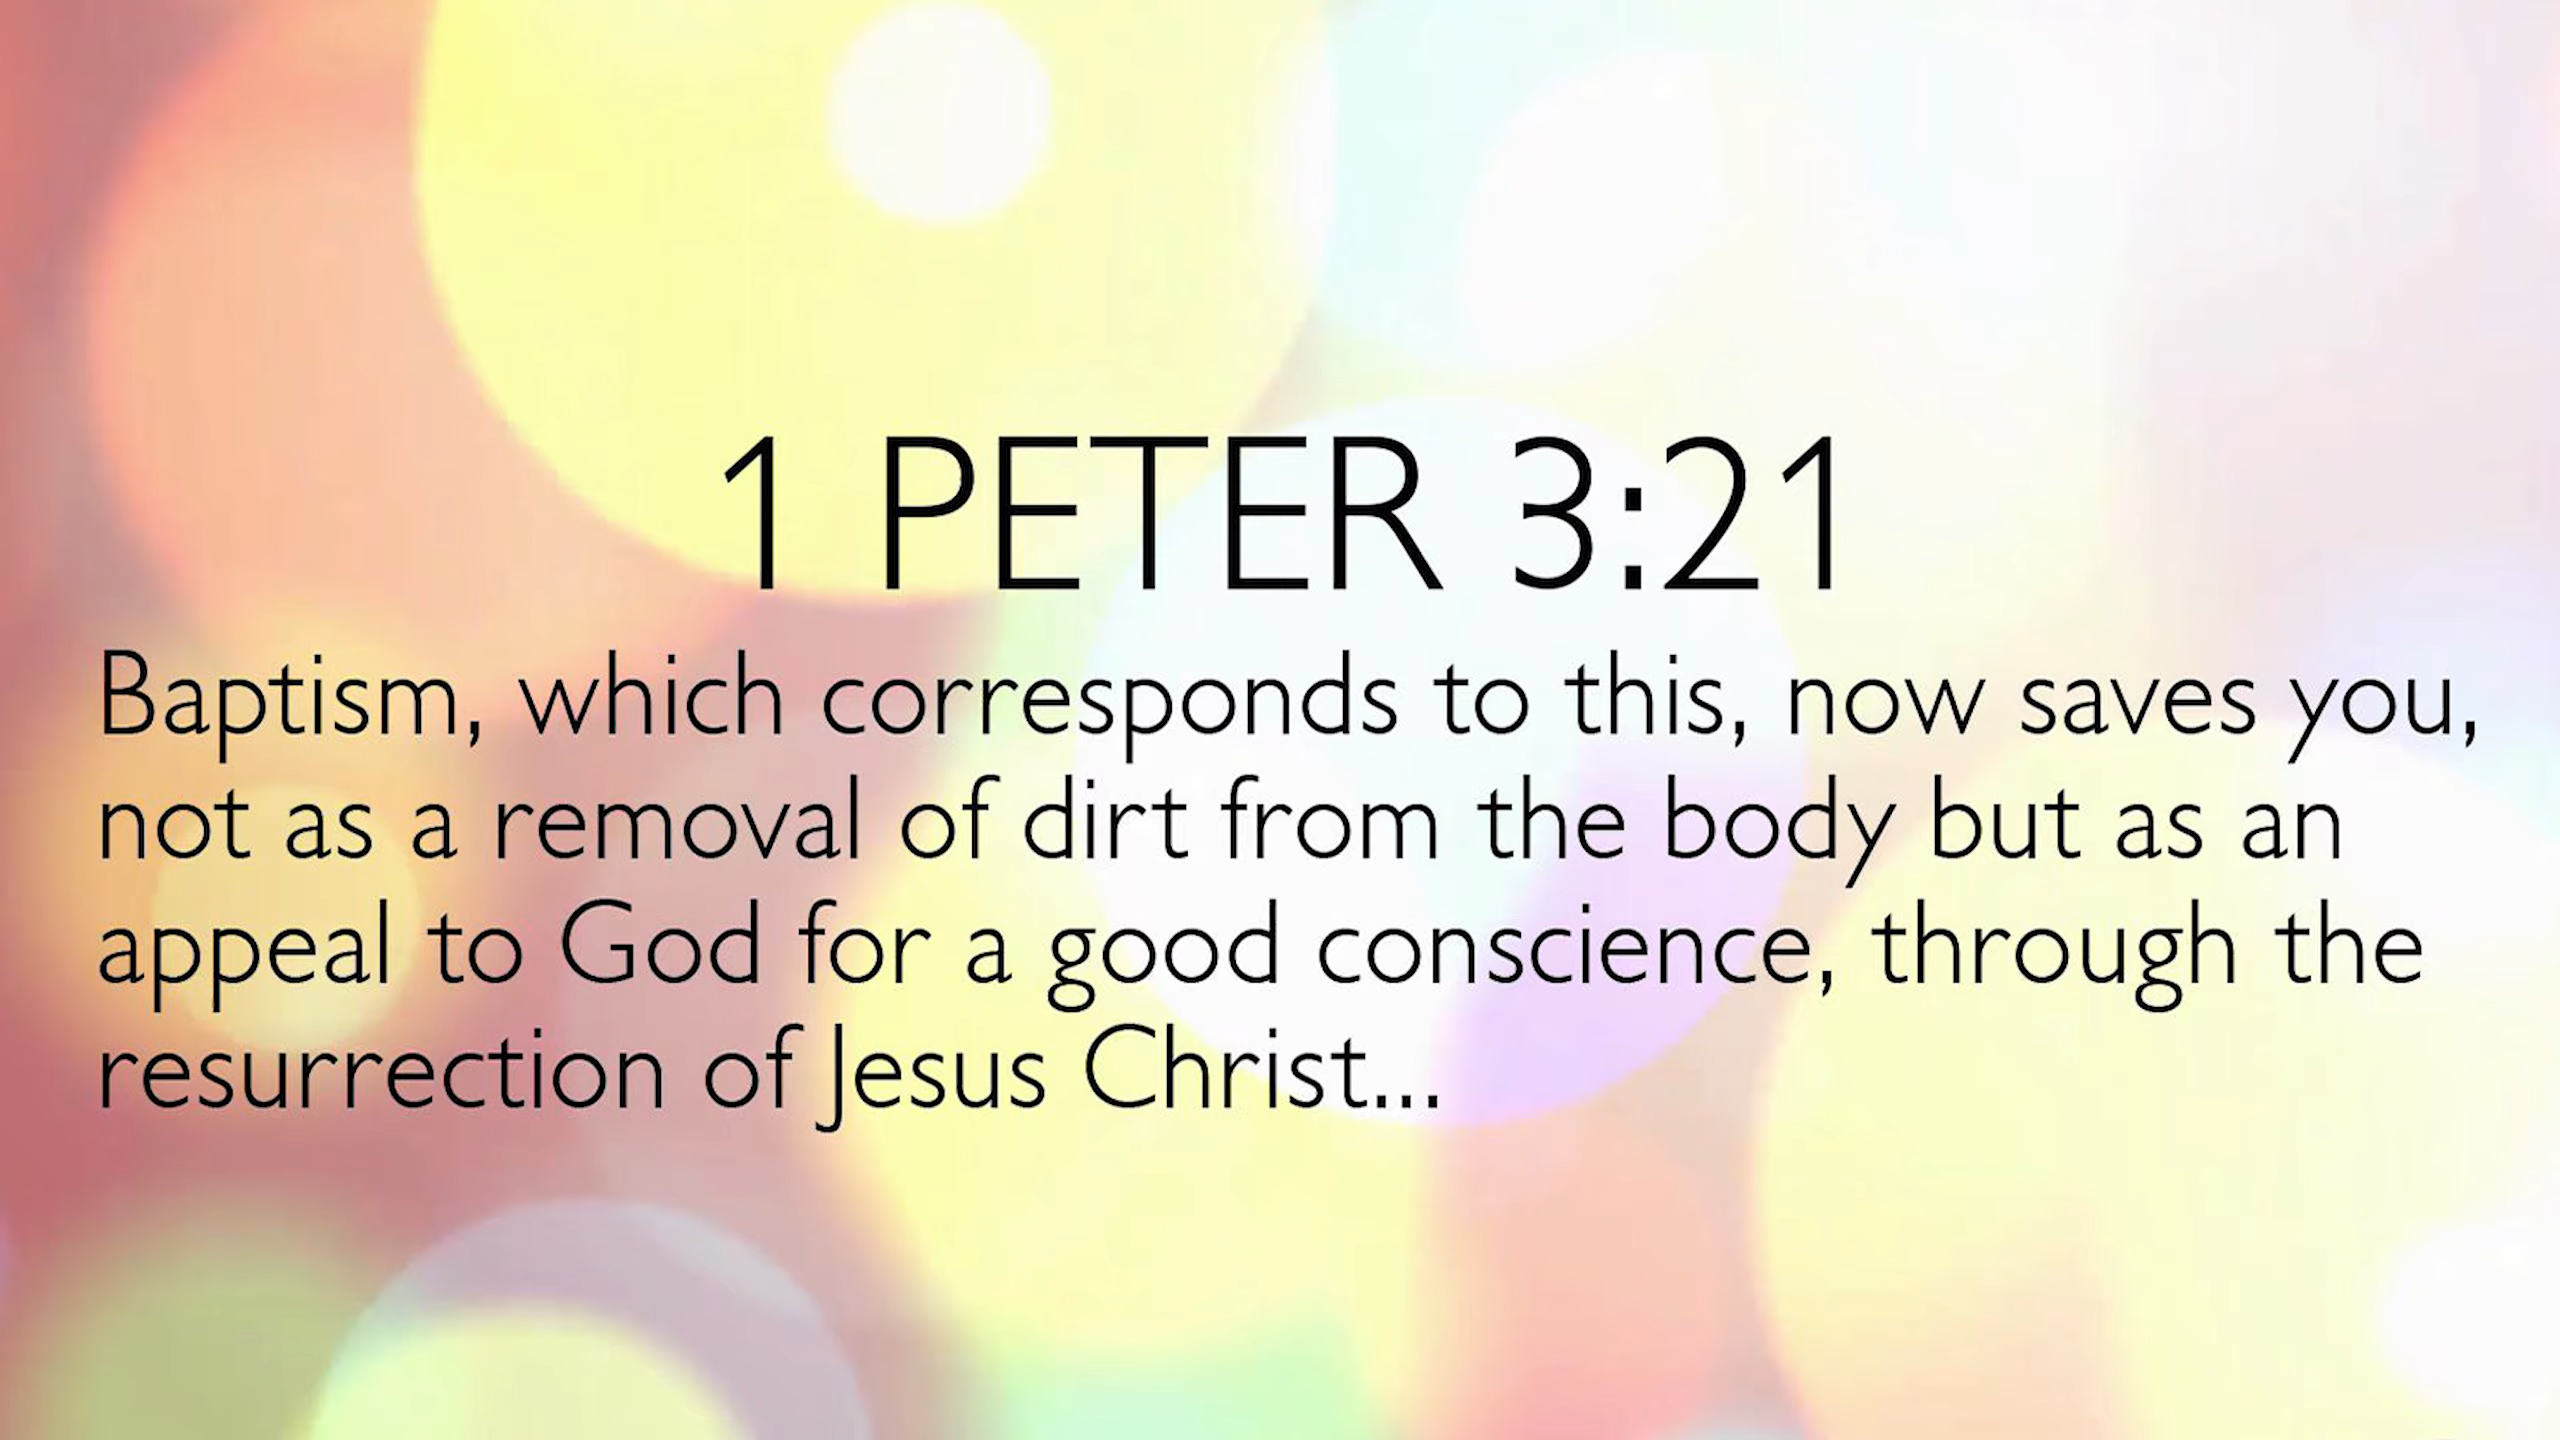 1 PETER 3:21
Baptism, which corresponds to this, now saves you,
not as a removal of dirt from the body but as an
appeal to God for a good conscience, through the
resurrection of Jesus Christ...